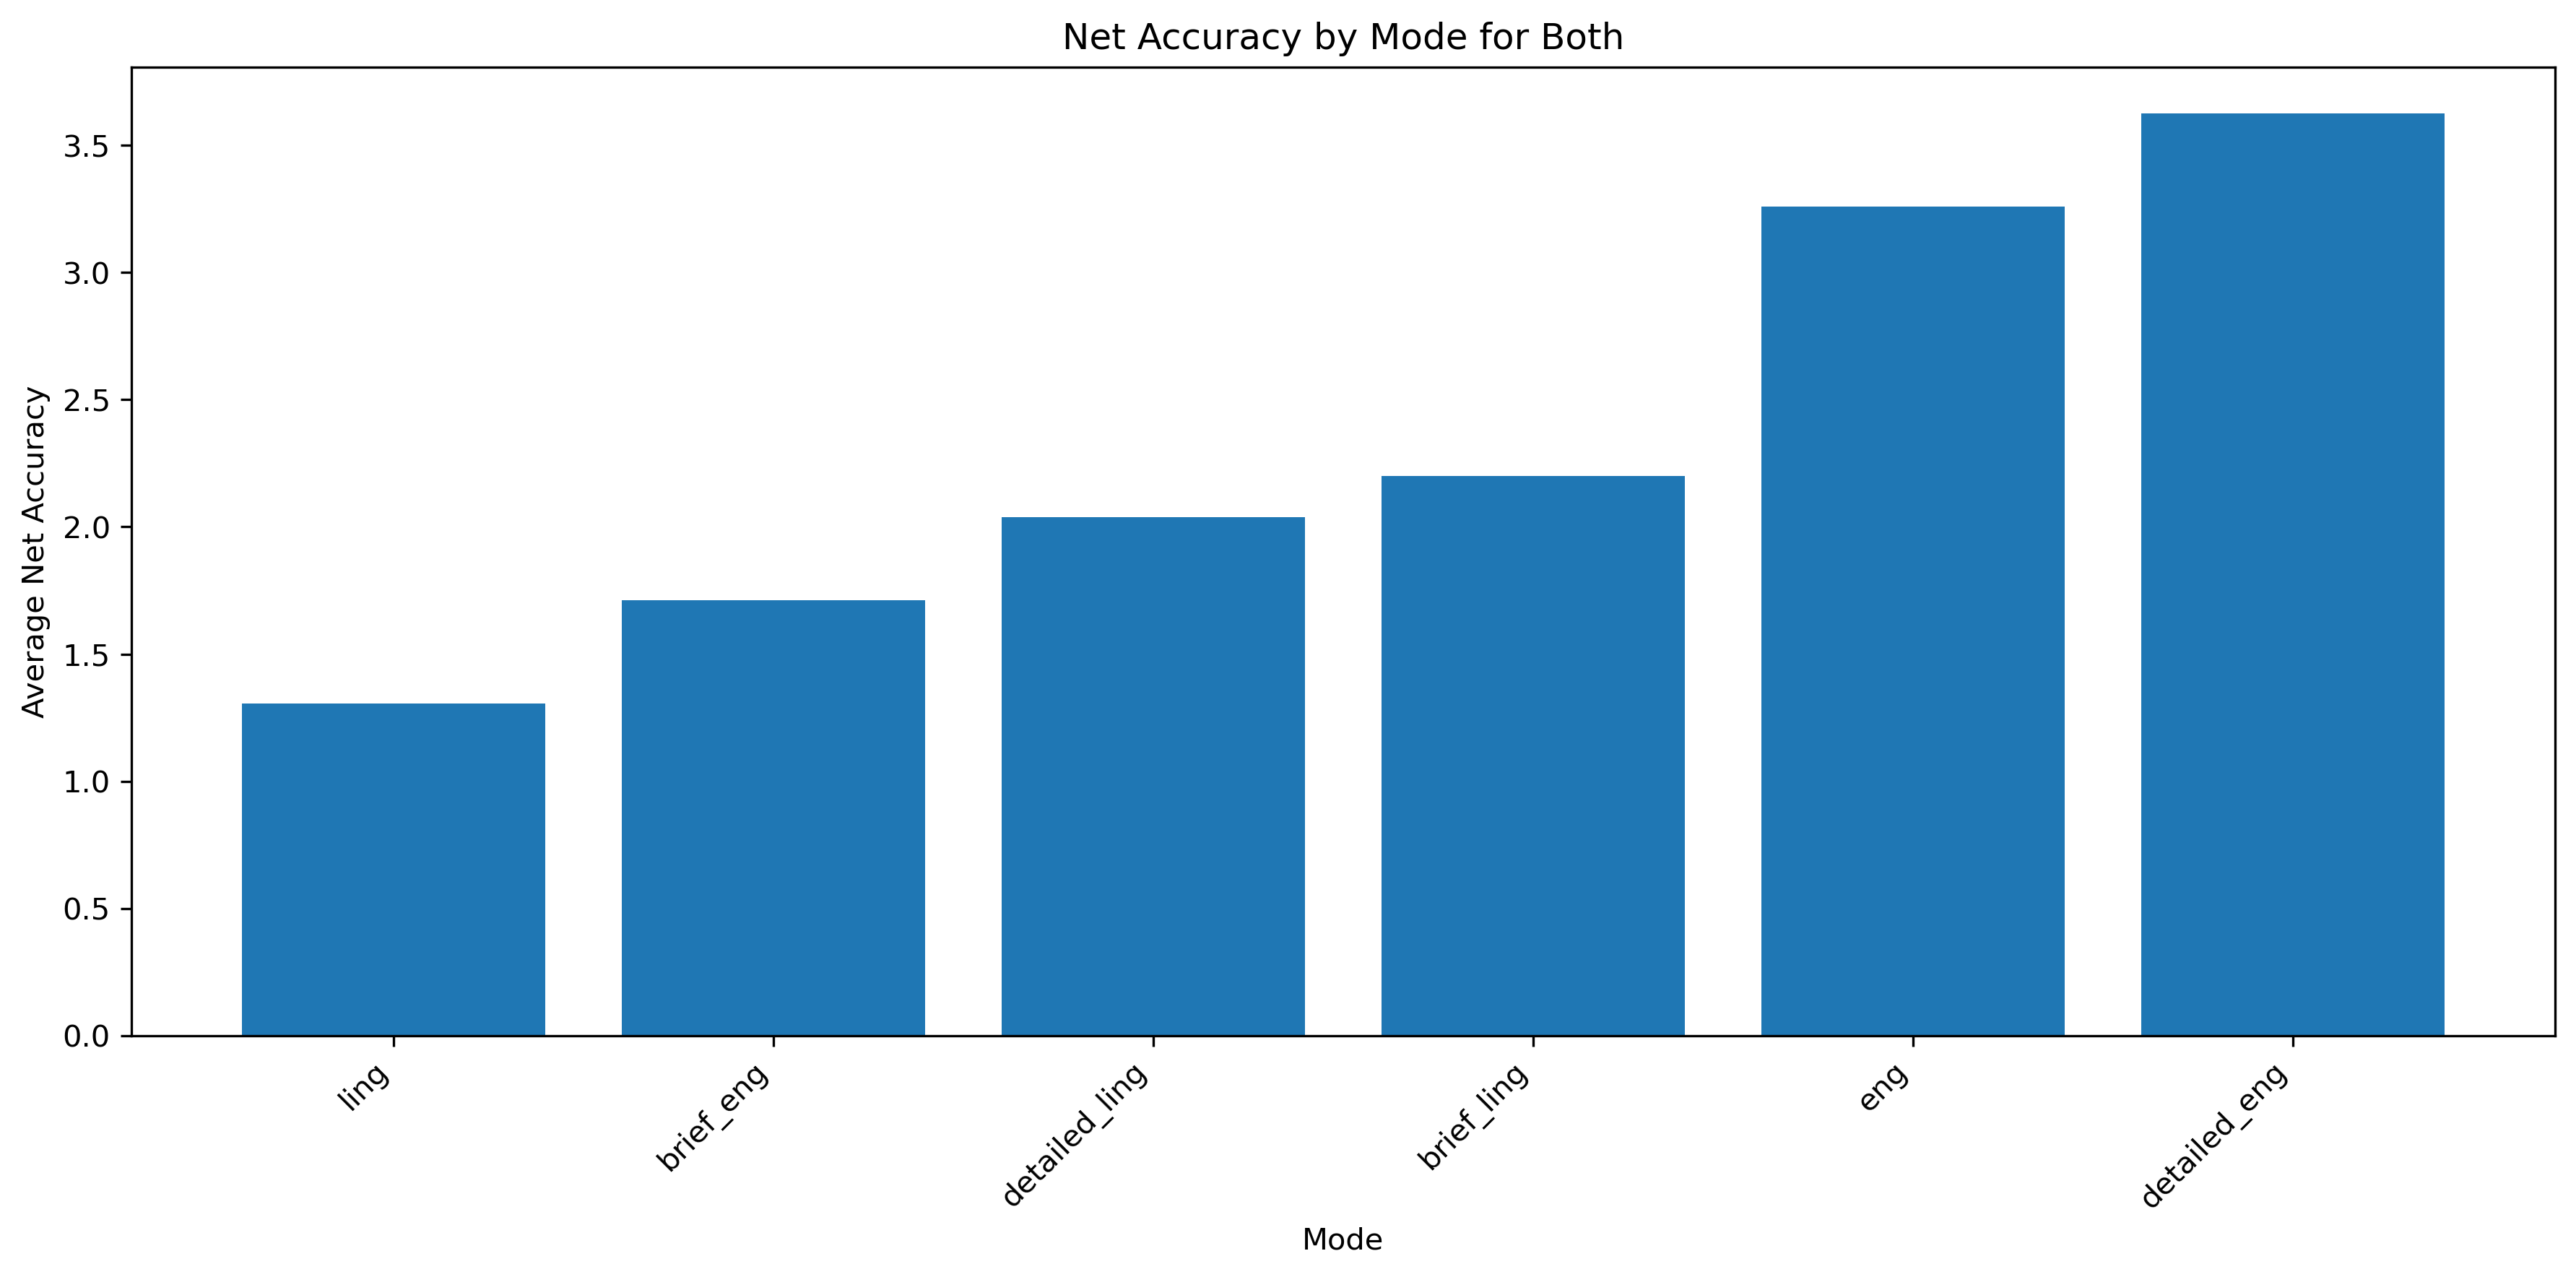 Net Accuracy by Mode for Both
Average Net Accuracy
3.5
3.0
2.5
2.0
1.5
1.0
0.5
0.0
ling
brief_eng
detailed_ling
brief_ling
eng
detailed_eng
Mode